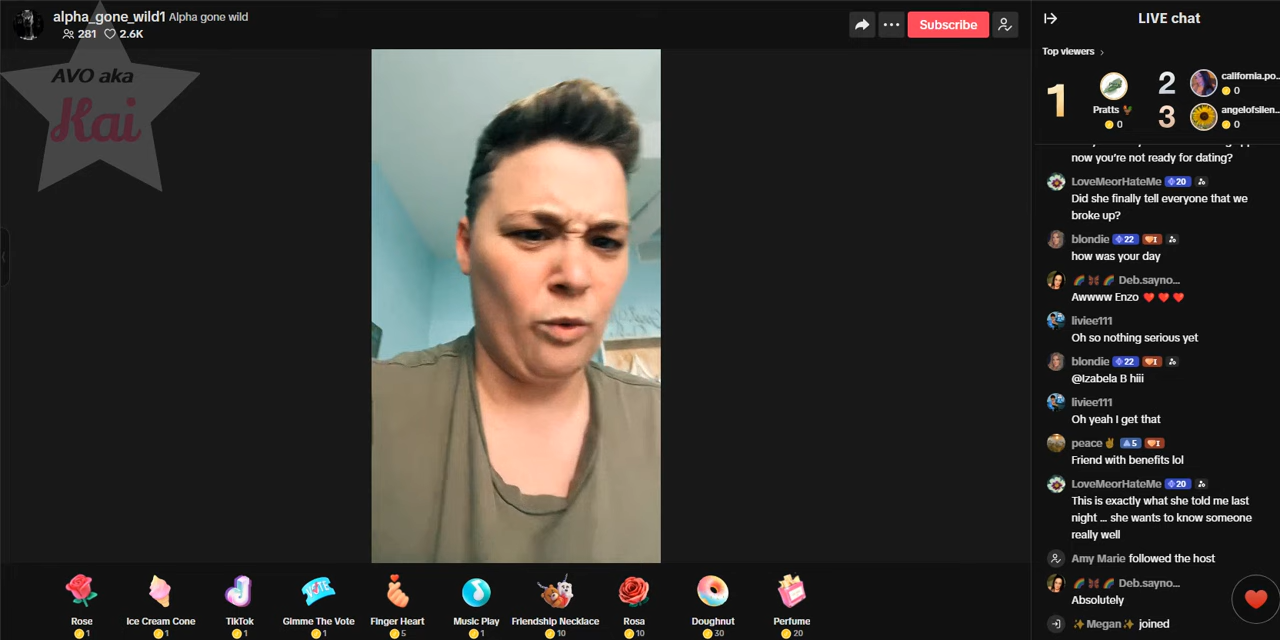 alpha_gone_wild1 Alpha gone wild
281 2.6K
Subscribe
AVO aka
Kai
LIVE chat
Top viewers
1
Pratts
0
2
california.po...
0
3
angelofsilen...
0
now you're not ready for dating?
LoveMeorHateMe 20
Did she finally tell everyone that we
broke up?
blondie 22 I
how was your day
Deb.sayno...
Awwww Enzo ❤️ ❤️ ❤️
liviee111
Oh so nothing serious yet
blondie 22 I
@Izabela B hiii
liviee111
Oh yeah I get that
peace ✌️ 5 I
Friend with benefits lol
LoveMeorHateMe 20
This is exactly what she told me last
night ... she wants to know someone
really well
Amy Marie followed the host
Deb.sayno...
Absolutely
✨Megan✨ joined
VOTE
Rose
1
Ice Cream Cone
1
TikTok
1
Gimme The Vote
1
Finger Heart
5
Music Play
1
Friendship Necklace
10
Rosa
10
Doughnut
30
Perfume
20